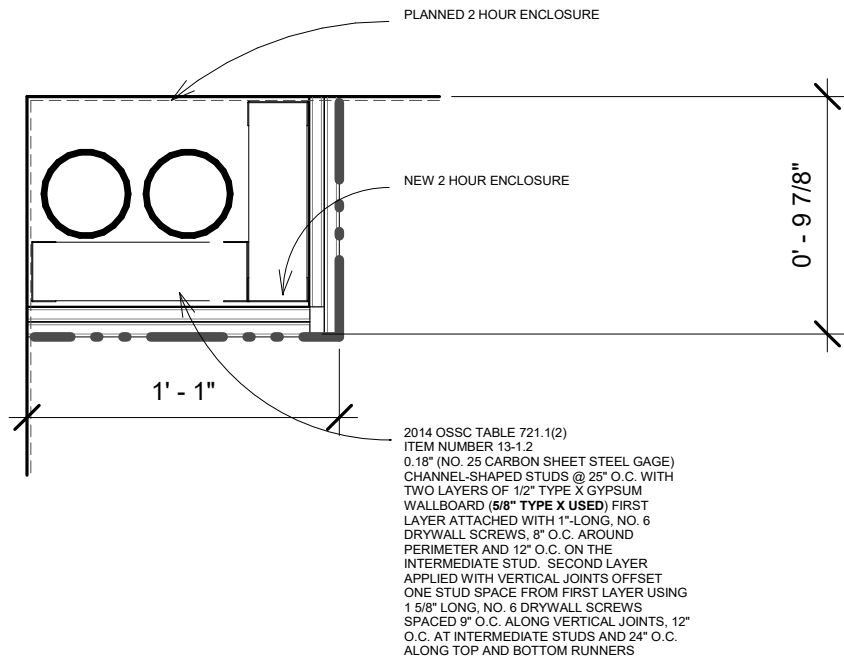 PLANNED 2 HOUR ENCLOSURE
NEW 2 HOUR ENCLOSURE
0' - 9 7/8"
1' - 1"
2014 OSSC TABLE 721.1(2)
ITEM NUMBER 13-1.2
0.18" (NO. 25 CARBON SHEET STEEL GAGE)
CHANNEL-SHAPED STUDS @ 25" O.C. WITH
TWO LAYERS OF 1/2" TYPE X GYPSUM
WALLBOARD (5/8" TYPE X USED) FIRST
LAYER ATTACHED WITH 1"-LONG, NO. 6
DRYWALL SCREWS, 8" O.C. AROUND
PERIMETER AND 12" O.C. ON THE
INTERMEDIATE STUD. SECOND LAYER
APPLIED WITH VERTICAL JOINTS OFFSET
ONE STUD SPACE FROM FIRST LAYER USING
1 5/8" LONG, NO. 6 DRYWALL SCREWS
SPACED 9" O.C. ALONG VERTICAL JOINTS, 12"
O.C. AT INTERMEDIATE STUDS AND 24" O.C.
ALONG TOP AND BOTTOM RUNNERS